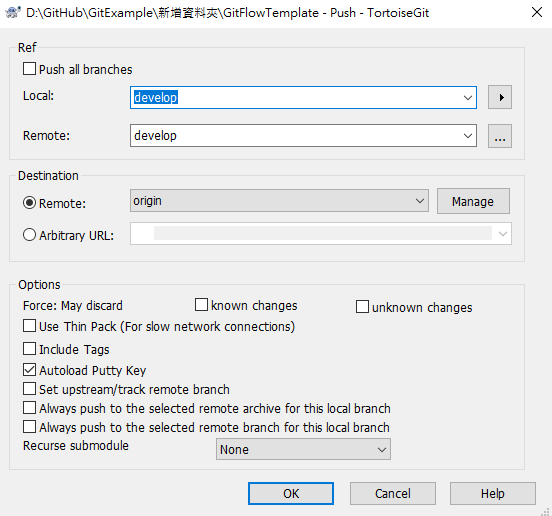 D:\GitHub\GitExample\新增資料夾\GitFlowTemplate - Push - TortoiseGit
Ref
Push all branches
Local: develop
Remote: develop ...
Destination
Remote: origin Manage
Arbitrary URL:
Options
Force: May discard known changes unknown changes
Use Thin Pack (For slow network connections)
Include Tags
Autoload Putty Key
Set upstream/track remote branch
Always push to the selected remote archive for this local branch
Always push to the selected remote branch for this local branch
Recurse submodule None
OK Cancel Help